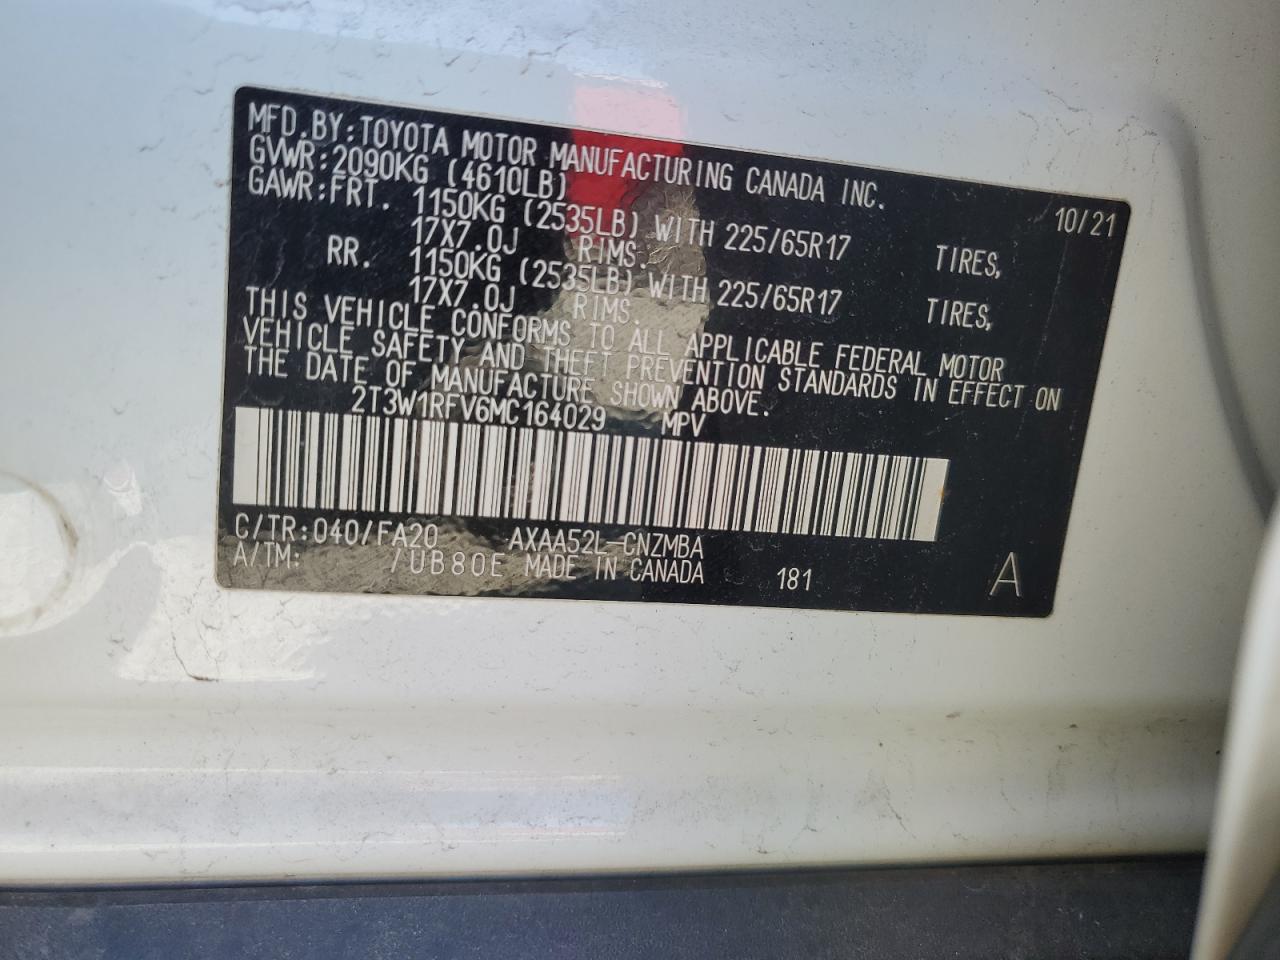 MFD.BY:TOYOTA MOTOR MANUFACTURING CANADA INC. 10/21
GVWR:2090KG (4610LB)
GAWR:FRT. 1150KG (2535LB) WITH 225/65R17 TIRES,
17X7.0J RIMS.
RR. 1150KG (2535LB) WITH 225/65R17 TIRES,
17X7.0J RIMS.
THIS VEHICLE CONFORMS TO ALL APPLICABLE FEDERAL MOTOR
VEHICLE SAFETY AND THEFT PREVENTION STANDARDS IN EFFECT ON
THE DATE OF MANUFACTURE SHOWN ABOVE.
2T3W1RFV6MC164029 MPV
C/TR:040/FA20 AXAA52L-CNZMBA
A/TM: /UB80E MADE IN CANADA 181 A